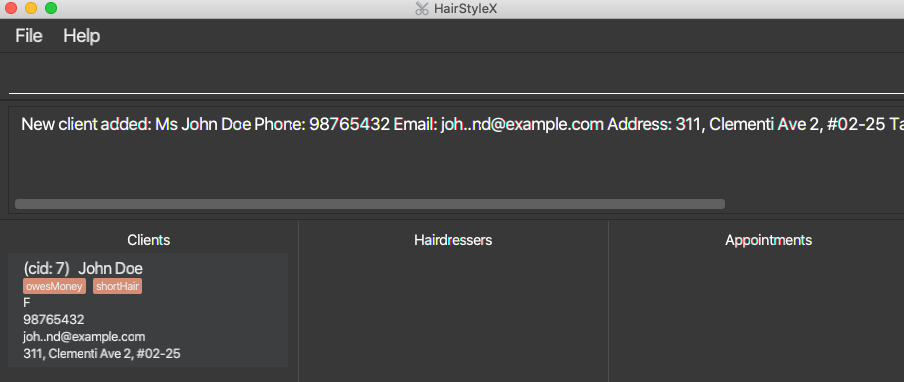 HairStyleX
File Help
New client added: Ms John Doe Phone: 98765432 Email: joh..nd@example.com Address: 311, Clementi Ave 2, #02-25 Ta
Clients Hairdressers Appointments
(cid: 7) John Doe
owesMoney shortHair
F
98765432
joh..nd@example.com
311, Clementi Ave 2, #02-25